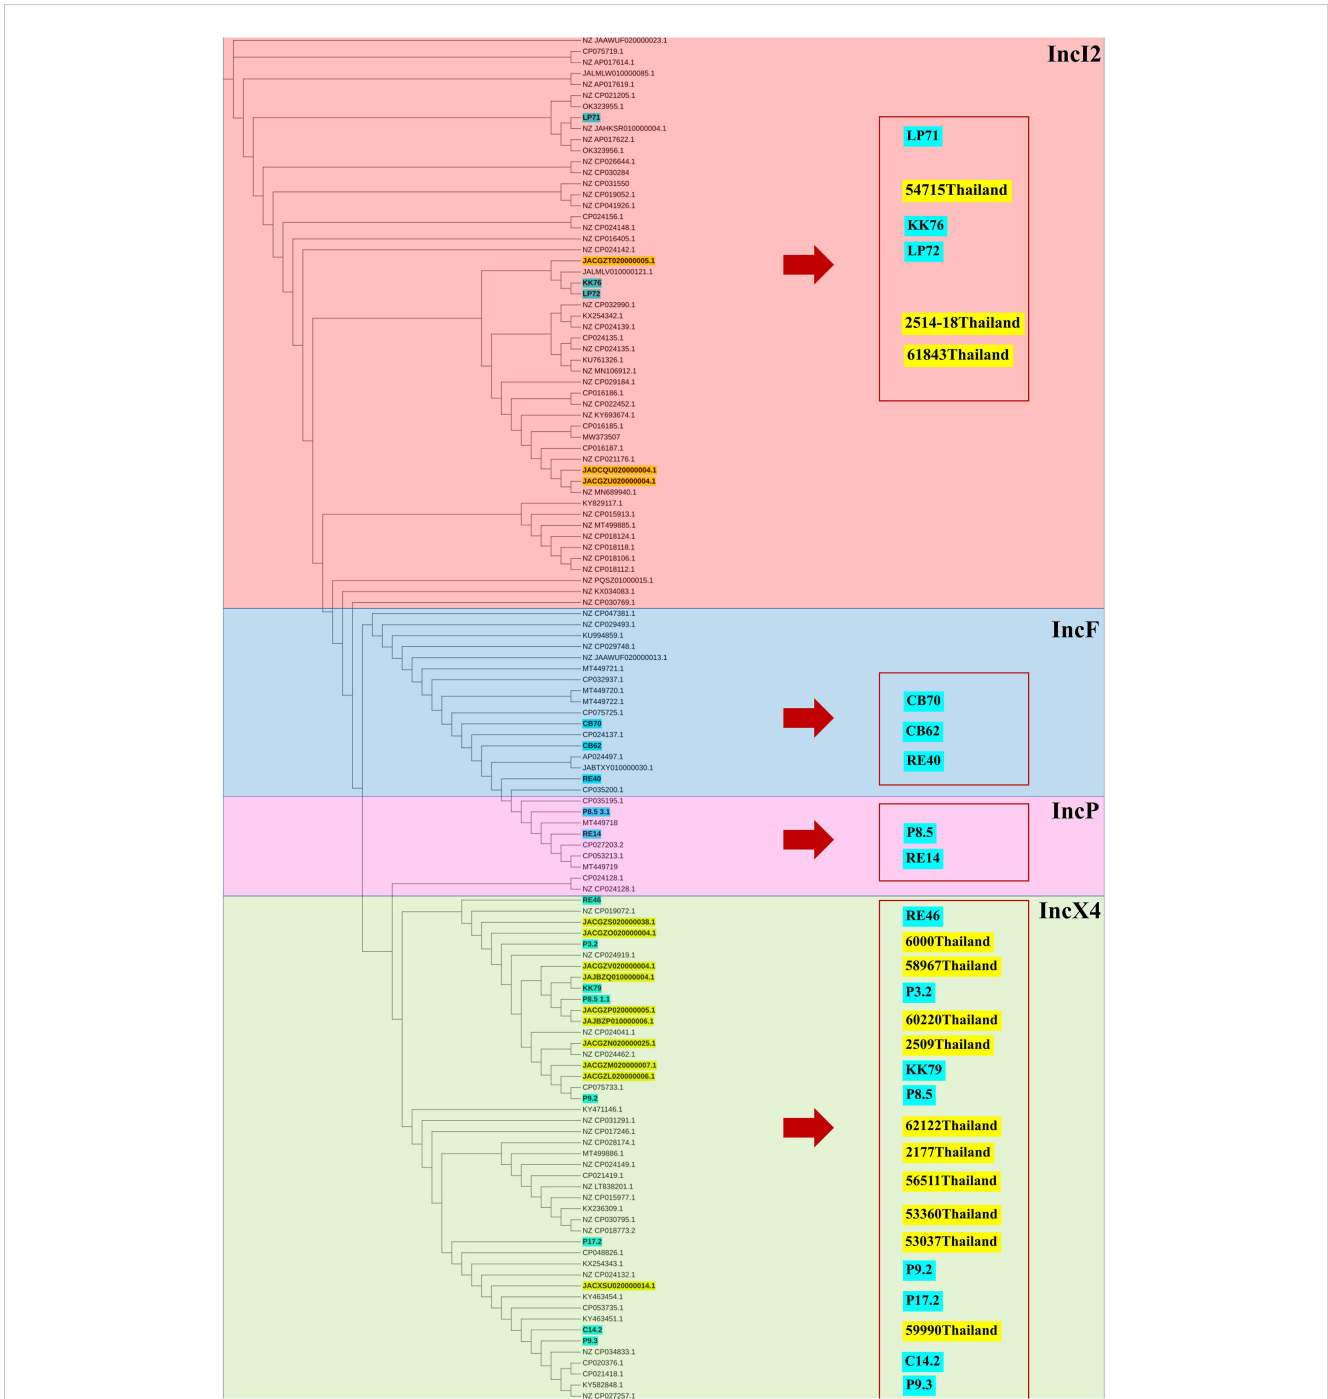 IncI2
NZ JAAWUF020000023.1
CP075719.1
NZ AP017614.1
JALMLW010000085.1
NZ AP017619.1
NZ CP021205.1
OK323955.1
LP71
NZ JAHKSR010000004.1
NZ AP017622.1
OK323956.1
NZ CP026644.1
NZ CP030284
NZ CP031550
NZ CP019052.1
NZ CP041926.1
CP024156.1
NZ CP024148.1
NZ CP016405.1
NZ CP024142.1
JACGZT020000005.1
JALMLV010000121.1
KK76
LP72
NZ CP032990.1
KX254342.1
NZ CP024139.1
CP024135.1
NZ CP024135.1
KU761326.1
NZ MN106912.1
NZ CP029184.1
CP016186.1
NZ CP022452.1
NZ KY693674.1
CP016185.1
MW373507
CP016187.1
NZ CP021176.1
JADCQU020000004.1
JACGZU020000004.1
NZ MN689940.1
KY829117.1
NZ CP015913.1
NZ MT499885.1
NZ CP018124.1
NZ CP018118.1
NZ CP018106.1
NZ CP018112.1
NZ PQSZ01000015.1
NZ KX034083.1
NZ CP030769.1
LP71
54715Thailand
KK76
LP72
2514-18Thailand
61843Thailand
IncF
NZ CP047381.1
NZ CP029493.1
KU994859.1
NZ CP029748.1
NZ JAAWUF020000013.1
MT449721.1
CP032937.1
MT449720.1
MT449722.1
CP075725.1
CB70
CP024137.1
CB62
AP024497.1
JABTXY010000030.1
RE40
CP035200.1
CB70
CB62
RE40
IncP
CP035195.1
P8.5 3.1
MT449718
RE14
CP027203.2
CP053213.1
MT449719
CP024128.1
NZ CP024128.1
P8.5
RE14
IncX4
RE46
NZ CP019072.1
JACGZS020000038.1
JACGZO020000004.1
P3.2
NZ CP024919.1
JACGZV020000004.1
JAJBZQ010000004.1
KK79
P8.5 1.1
JACGZP020000005.1
JAJBZP010000006.1
NZ CP024041.1
JACGZN020000025.1
NZ CP024462.1
JACGZM020000007.1
JACGZL020000006.1
CP075733.1
P9.2
KY471146.1
NZ CP031291.1
NZ CP017246.1
NZ CP028174.1
MT499886.1
NZ CP024149.1
CP021419.1
NZ LT838201.1
NZ CP015977.1
KX236309.1
NZ CP030795.1
NZ CP018773.2
P17.2
CP048826.1
KX254343.1
NZ CP024132.1
JACXSU020000014.1
KY463454.1
CP053735.1
KY463451.1
C14.2
P9.3
NZ CP034833.1
CP020376.1
CP021418.1
KY582848.1
NZ CP027257.1
RE46
6000Thailand
58967Thailand
P3.2
60220Thailand
2509Thailand
KK79
P8.5
62122Thailand
2177Thailand
56511Thailand
53360Thailand
53037Thailand
P9.2
P17.2
59990Thailand
C14.2
P9.3